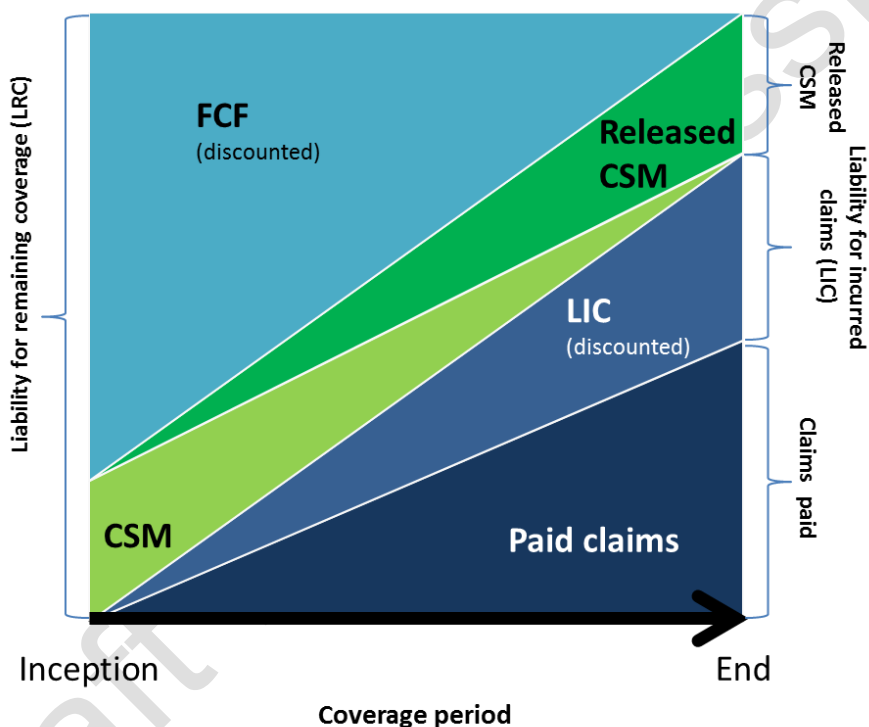 Liability for remaining coverage (LRC)
FCF
(discounted)
Released
CSM
CSM
LIC
(discounted)
Paid claims
Released
CSM
Liability for incurred
claims (LIC)
Claims paid
Inception
End
Coverage period